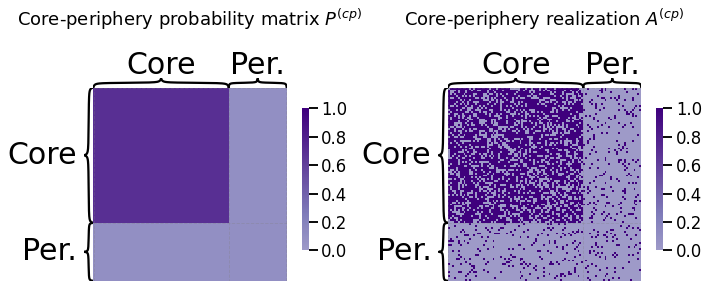 Core-periphery probability matrix P^(cp)
Core Per.
Core
Per.
1.0
0.8
0.6
0.4
0.2
0.0
Core-periphery realization A^(cp)
Core Per.
Core
Per.
1.0
0.8
0.6
0.4
0.2
0.0